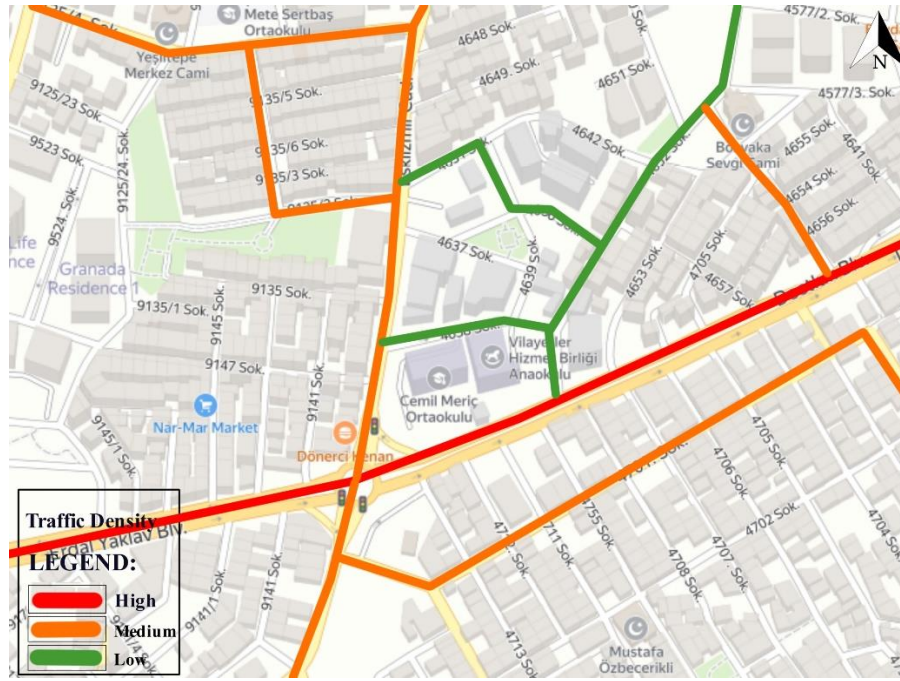 Mete Sertbaş
Ortaokulu
Yeşiltepe
Merkez Cami
4577/2. Sok.
N
4648 Sok.
4649. Sok.
4651 Sok.
4577/3. Sok.
9125/23 Sok.
9135/5 Sok.
9135/6 Sok.
9135/3 Sok.
9523 Sok.
9125/24. Sok.
9524. Sok.
4642 Sok.
Sevgi Cami
4655 Sok.
4641 Sok.
4654 Sok.
4656 Sok.
4637 Sok.
4639 Sok.
4653 Sok.
4705 Sok.
4657 Sok.
Granada
Residence 1
9135/1 Sok.
9135 Sok.
9145 Sok.
9147 Sok.
9141 Sok.
Hizmet Birliği
Anaokulu
Cemil Meriç
Ortaokulu
Nar-Mar Market
9145/1 Sok.
Dönerci Kenan
Erdal Yaklav Blv.
9141/1 Sok.
9141 Sok.
4711 Sok.
4755 Sok.
4708 Sok.
4707. Sok.
4706 Sok.
4705 Sok.
4702 Sok.
4704 Sok.
4713 Sok.
Mustafa
Özbecerikli
Traffic Density
LEGEND:
High
Medium
Low